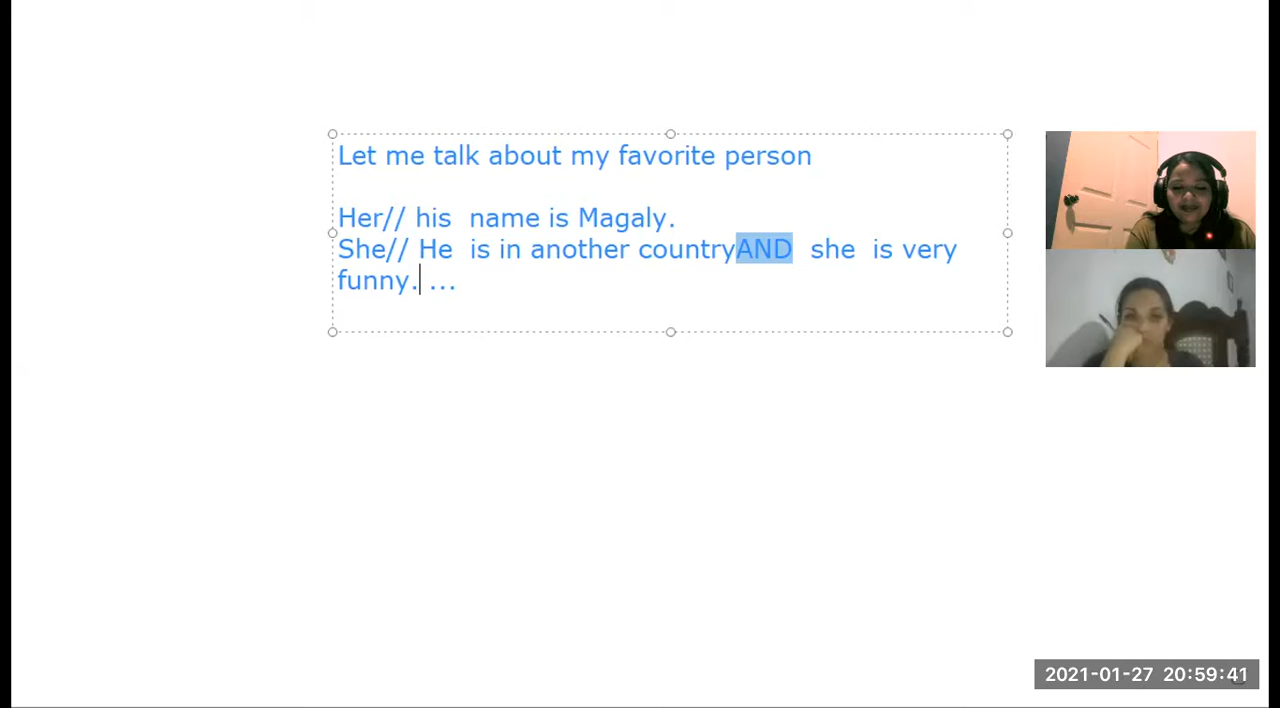 Let me talk about my favorite person
Her// his  name is Magaly.
She// He  is in another countryAND  she  is very
funny. ...
2021-01-27  20:59:41